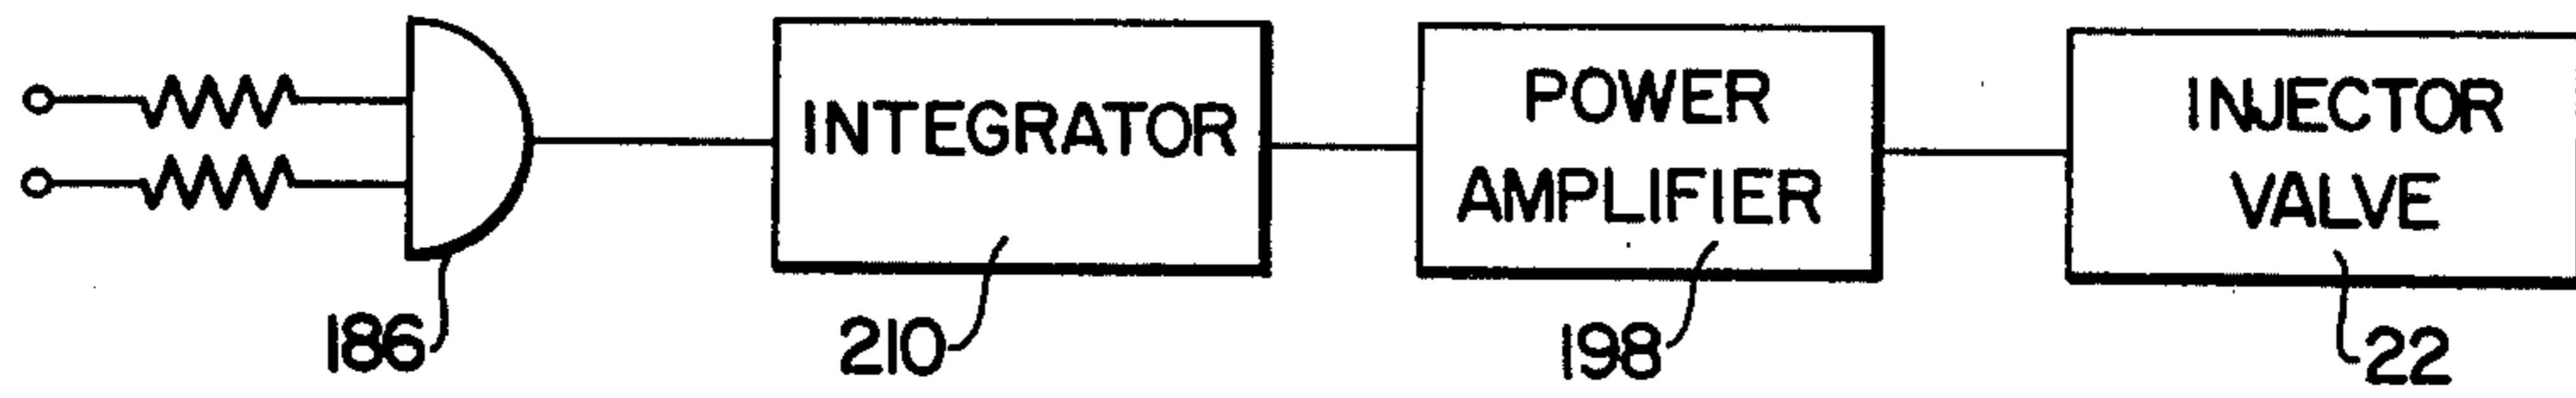 INTEGRATOR
POWER
AMPLIFIER
INJECTOR
VALVE
186
210
198
22